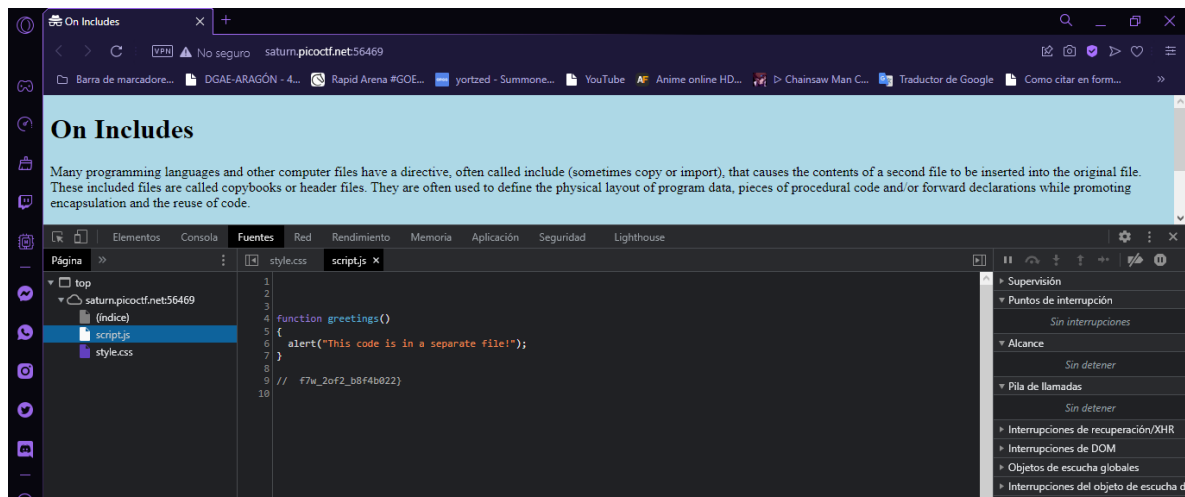 On Includes
VPN No seguro saturn.picoctf.net:56469
Barra de marcadore... DGAE-ARAGÓN - 4... Rapid Arena #GOE... yortzed - Summone... YouTube AF Anime online HD... ▷ Chainsaw Man C... Traductor de Google Como citar en form... »
On Includes
Many programming languages and other computer files have a directive, often called include (sometimes copy or import), that causes the contents of a second file to be inserted into the original file.
These included files are called copybooks or header files. They are often used to define the physical layout of program data, pieces of procedural code and/or forward declarations while promoting
encapsulation and the reuse of code.
Elementos Consola Fuentes Red Rendimiento Memoria Aplicación Seguridad Lighthouse
Página » style.css script.js ×
top
saturn.picoctf.net:56469
(índice)
script.js
style.css
1
2
3
4 function greetings()
5 {
6 alert("This code is in a separate file!");
7 }
8
9 // f7w_2of2_b8f4b022}
10
Supervisión
Puntos de interrupción
Sin interrupciones
Alcance
Sin detener
Pila de llamadas
Sin detener
Interrupciones de recuperación/XHR
Interrupciones de DOM
Objetos de escucha globales
Interrupciones del objeto de escucha d